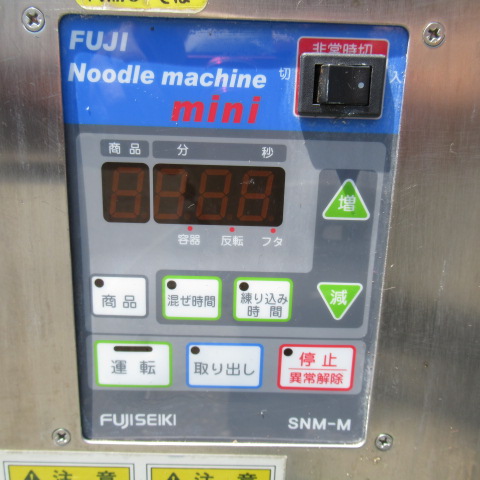 FUJI
Noodle machine
mini
非常時切
切 入
商品 分 秒
容器 反転 フタ
増
商品 混ぜ時間 練り込み時間
減
運転 取り出し 停止
異常解除
FUJISEIKI SNM-M
注意 注意